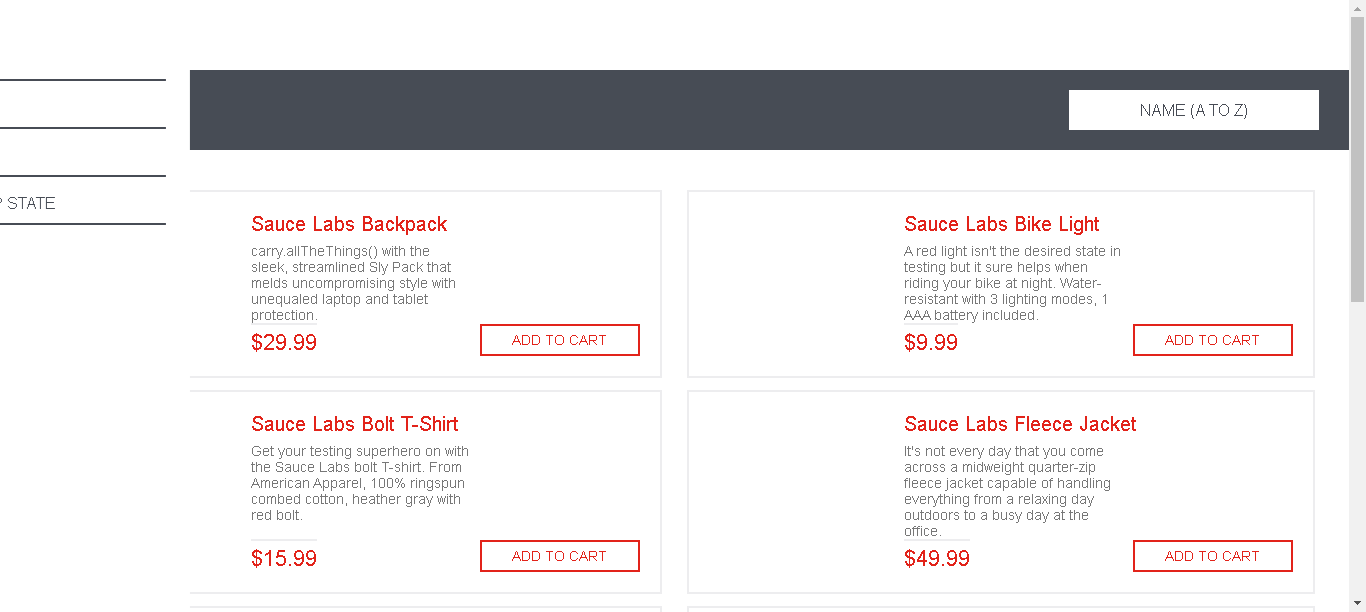 NAME (A TO Z)
STATE
Sauce Labs Backpack
carry.allTheThings() with the
sleek, streamlined Sly Pack that
melds uncompromising style with
unequaled laptop and tablet
protection.
$29.99
ADD TO CART
Sauce Labs Bike Light
A red light isn't the desired state in
testing but it sure helps when
riding your bike at night. Water-
resistant with 3 lighting modes, 1
AAA battery included.
$9.99
ADD TO CART
Sauce Labs Bolt T-Shirt
Get your testing superhero on with
the Sauce Labs bolt T-shirt. From
American Apparel, 100% ringspun
combed cotton, heather gray with
red bolt.
$15.99
ADD TO CART
Sauce Labs Fleece Jacket
It's not every day that you come
across a midweight quarter-zip
fleece jacket capable of handling
everything from a relaxing day
outdoors to a busy day at the
office.
$49.99
ADD TO CART